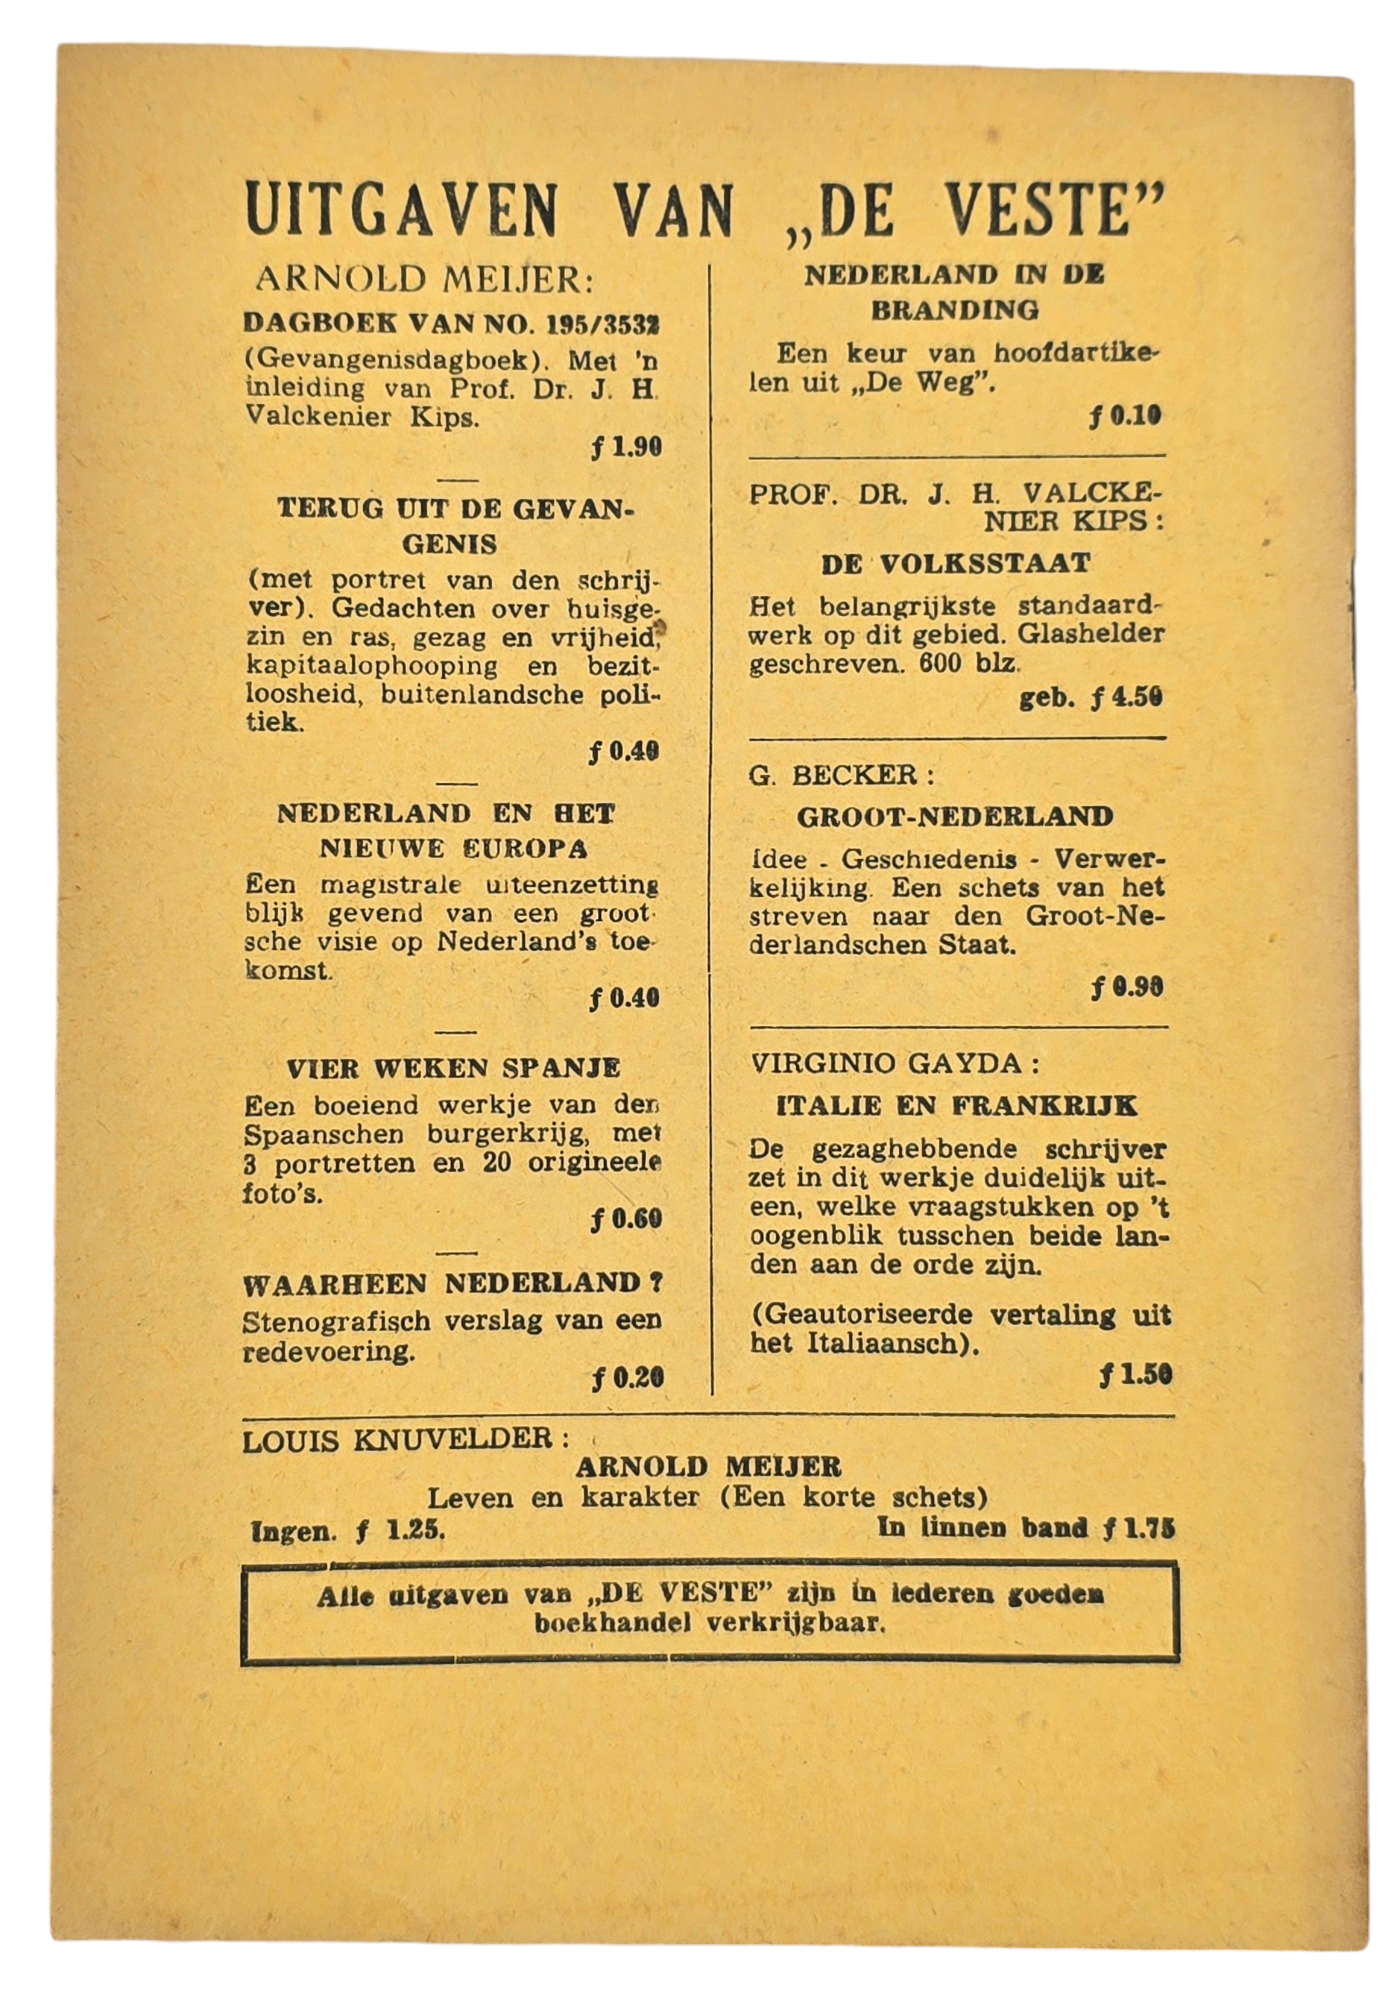 UITGAVEN VAN „DE VESTE”
ARNOLD MEIJER:
DAGBOEK VAN NO. 195/3532
(Gevangenisdagboek). Met 'n
inleiding van Prof. Dr. J. H.
Valckenier Kips.
f 1.90
TERUG UIT DE GEVAN-
GENIS
(met portret van den schrij-
ver). Gedachten over huisge-
zin en ras, gezag en vrijheid,
kapitaalophooping en bezit-
loosheid, buitenlandsche poli-
tiek.
f 0.40
NEDERLAND EN HET
NIEUWE EUROPA
Een magistrale uiteenzetting
blijk gevend van een groot-
sche visie op Nederland's toe-
komst.
f 0.40
VIER WEKEN SPANJE
Een boeiend werkje van den
Spaanschen burgerkrijg, met
3 portretten en 20 origineele
foto's.
f 0.60
WAARHEEN NEDERLAND ?
Stenografisch verslag van een
redevoering.
f 0.20
NEDERLAND IN DE
BRANDING
Een keur van hoofdartike-
len uit „De Weg”.
f 0.10
PROF. DR. J. H. VALCKE-
NIER KIPS :
DE VOLKSSTAAT
Het belangrijkste standaard-
werk op dit gebied. Glashelder
geschreven. 600 blz.
geb. f 4.50
G. BECKER :
GROOT-NEDERLAND
Idee - Geschiedenis - Verwer-
kelijking. Een schets van het
streven naar den Groot-Ne-
derlandschen Staat.
f 0.90
VIRGINIO GAYDA :
ITALIE EN FRANKRIJK
De gezaghebbende schrijver
zet in dit werkje duidelijk uit-
een, welke vraagstukken op 't
oogenblik tusschen beide lan-
den aan de orde zijn.
(Geautoriseerde vertaling uit
het Italiaansch).
f 1.50
LOUIS KNUVELDER :
ARNOLD MEIJER
Leven en karakter (Een korte schets)
Ingen. f 1.25. In linnen band f 1.75
Alle uitgaven van „DE VESTE” zijn in iederen goeden
boekhandel verkrijgbaar.